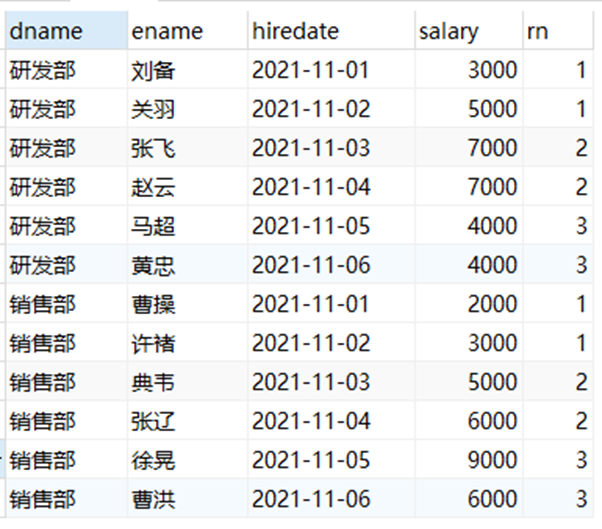 dname ename hiredate salary rn
研发部 刘备 2021-11-01 3000 1
研发部 关羽 2021-11-02 5000 1
研发部 张飞 2021-11-03 7000 2
研发部 赵云 2021-11-04 7000 2
研发部 马超 2021-11-05 4000 3
研发部 黄忠 2021-11-06 4000 3
销售部 曹操 2021-11-01 2000 1
销售部 许褚 2021-11-02 3000 1
销售部 典韦 2021-11-03 5000 2
销售部 张辽 2021-11-04 6000 2
销售部 徐晃 2021-11-05 9000 3
销售部 曹洪 2021-11-06 6000 3